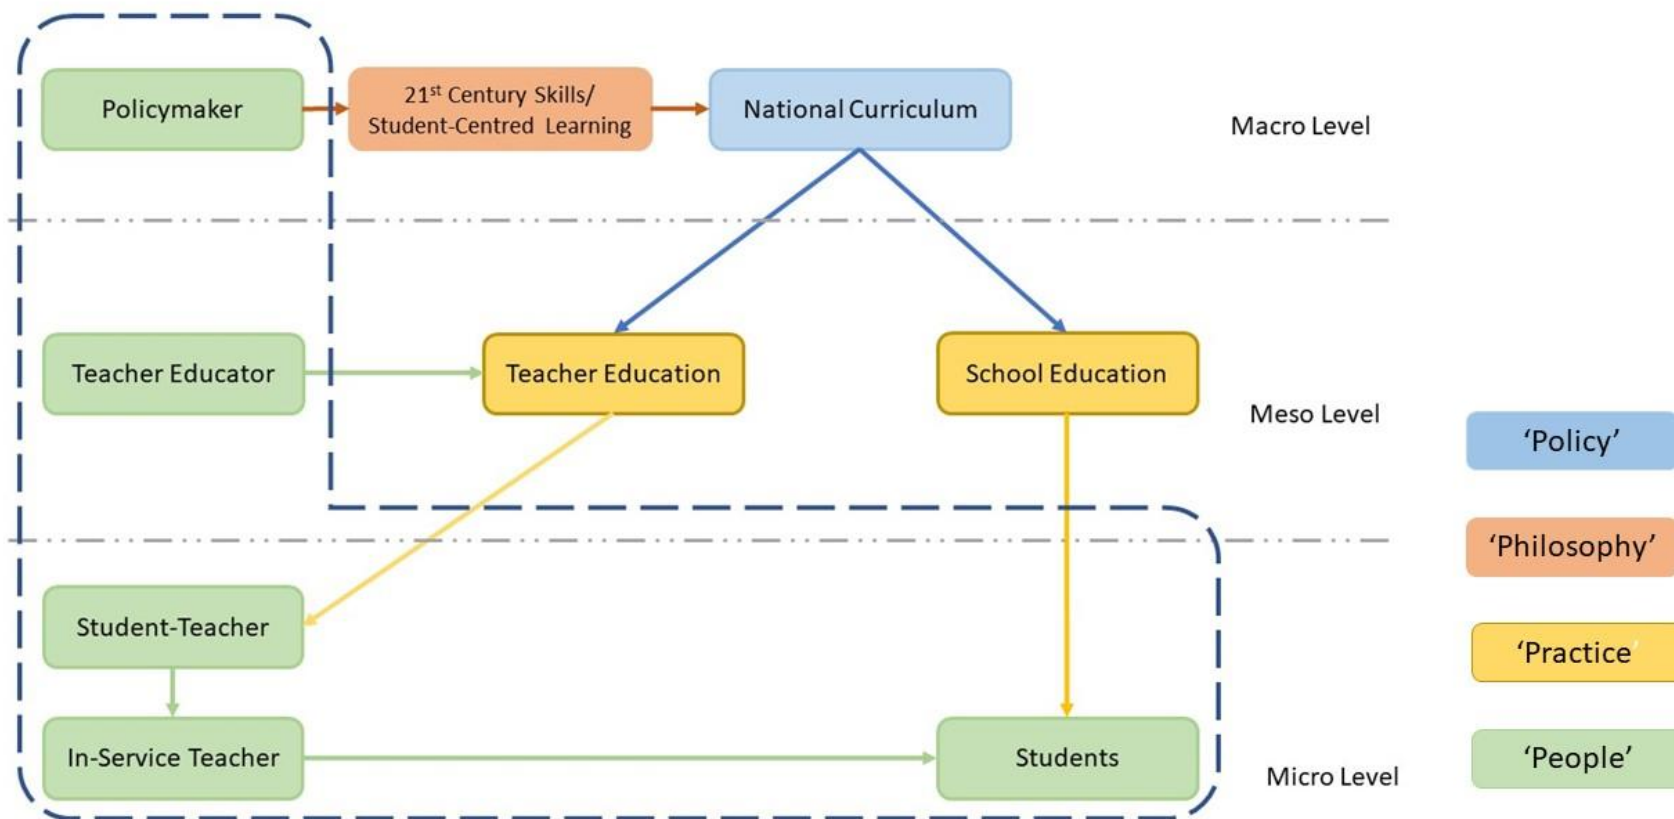 Policymaker
21st Century Skills/
Student-Centred Learning
National Curriculum
Macro Level
Teacher Educator
Teacher Education
School Education
Meso Level
‘Policy’
‘Philosophy’
Student-Teacher
‘Practice’
In-Service Teacher
Students
Micro Level
‘People’